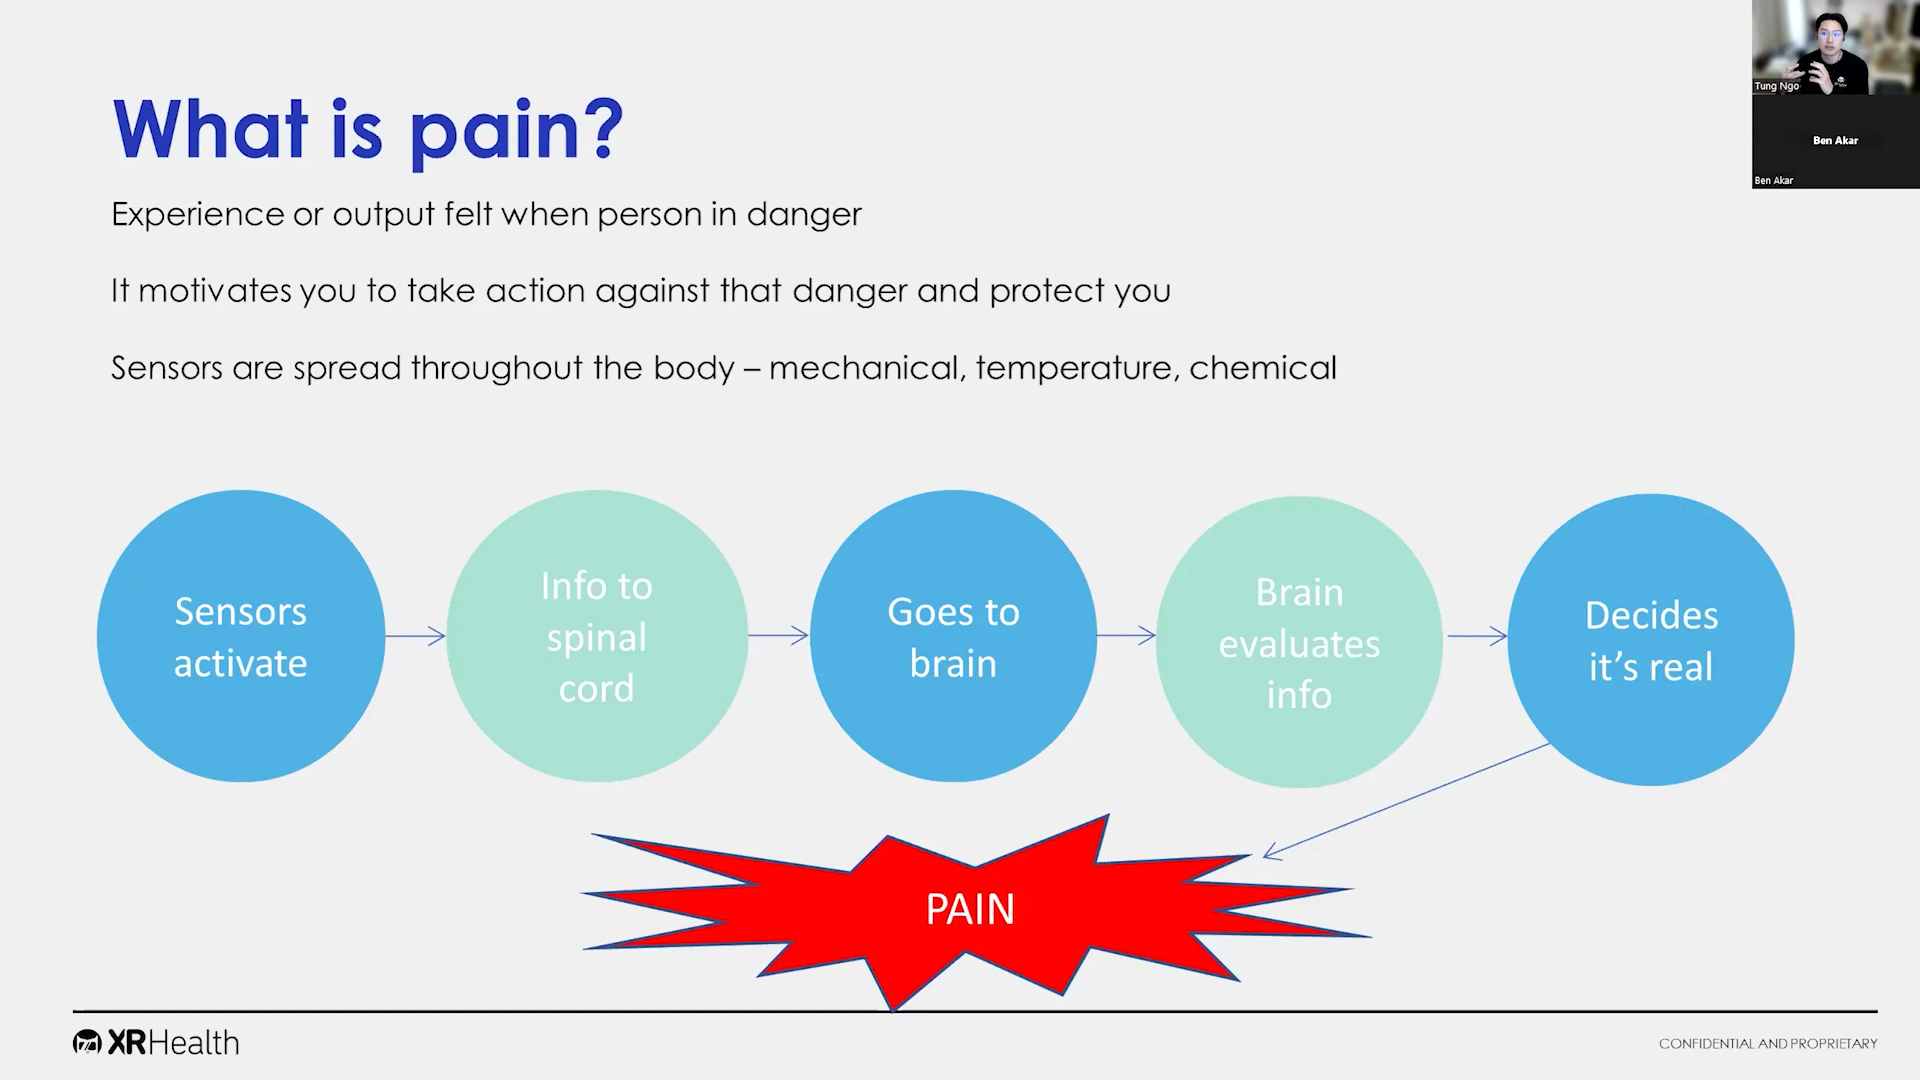 What is pain?
Experience or output felt when person in danger
It motivates you to take action against that danger and protect you
Sensors are spread throughout the body – mechanical, temperature, chemical
Sensors
activate
Info to
spinal
cord
Goes to
brain
Brain
evaluates
info
Decides
it’s real
PAIN
XRHealth
CONFIDENTIAL AND PROPRIETARY
Tung Ngo
Ben Akar
Ben Akar